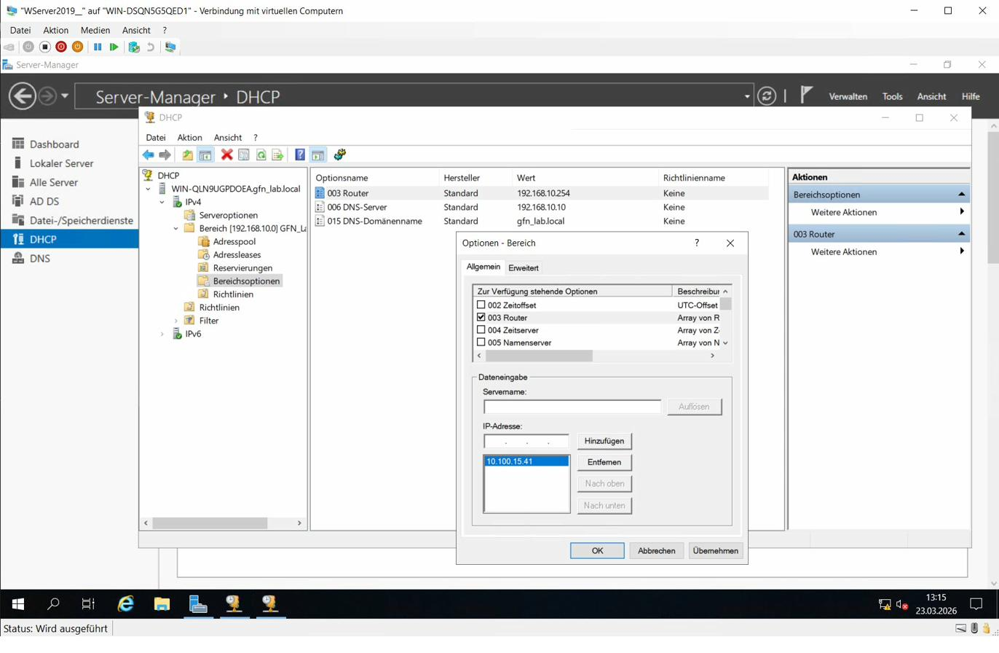 "WServer2019__" auf "WIN-DSQN5G5QED1" - Verbindung mit virtuellen Computern
Datei Aktion Medien Ansicht ?
Server-Manager
Server-Manager DHCP
Verwalten Tools Ansicht Hilfe
Dashboard
Lokaler Server
Alle Server
AD DS
Datei-/Speicherdienste
DHCP
DNS
DHCP
Datei Aktion Ansicht ?
DHCP
WIN-QLN9UGPDOEA.gfn_lab.local
IPv4
Serveroptionen
Bereich [192.168.10.0] GFN_La
Adresspool
Adressleases
Reservierungen
Bereichsoptionen
Richtlinien
Richtlinien
Filter
IPv6
Optionsname Hersteller Wert Richtlinienname
003 Router Standard 192.168.10.254 Keine
006 DNS-Server Standard 192.168.10.10 Keine
015 DNS-Domänenname Standard gfn_lab.local Keine
Aktionen
Bereichsoptionen
Weitere Aktionen
003 Router
Weitere Aktionen
Optionen - Bereich ?
Allgemein Erweitert
Zur Verfügung stehende Optionen Beschreibur
002 Zeitoffset UTC-Offset
003 Router Array von R
004 Zeitserver Array von Z
005 Namenserver Array von N
Dateneingabe
Servername:
Auflösen
IP-Adresse:
Hinzufügen
10.100.15.41
Entfernen
Nach oben
Nach unten
OK Abbrechen Übernehmen
13:15
23.03.2026
Status: Wird ausgeführt